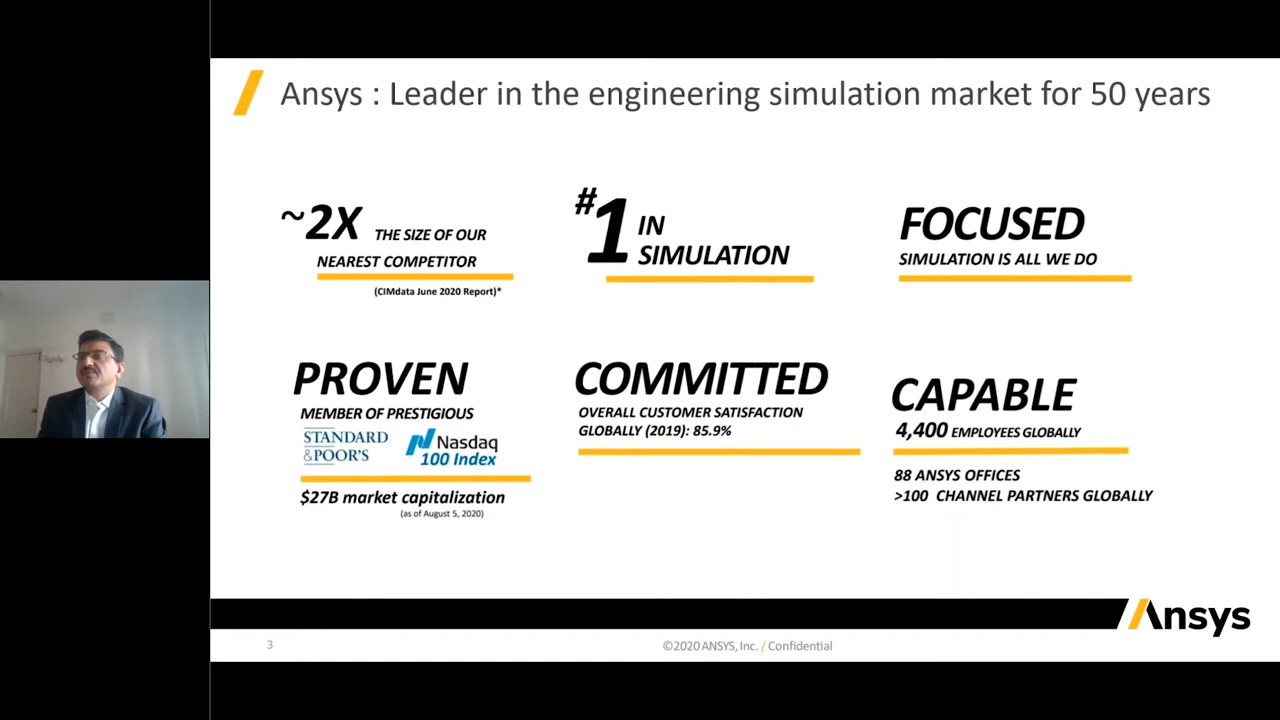 Ansys : Leader in the engineering simulation market for 50 years
~2X THE SIZE OF OUR
NEAREST COMPETITOR
(CIMdata June 2020 Report)*
#1 IN
SIMULATION
FOCUSED
SIMULATION IS ALL WE DO
PROVEN
MEMBER OF PRESTIGIOUS
STANDARD
&POOR'S
Nasdaq
100 Index
$27B market capitalization
(as of August 5, 2020)
COMMITTED
OVERALL CUSTOMER SATISFACTION
GLOBALLY (2019): 85.9%
CAPABLE
4,400 EMPLOYEES GLOBALLY
88 ANSYS OFFICES
>100 CHANNEL PARTNERS GLOBALLY
Ansys
3
©2020 ANSYS, Inc. / Confidential